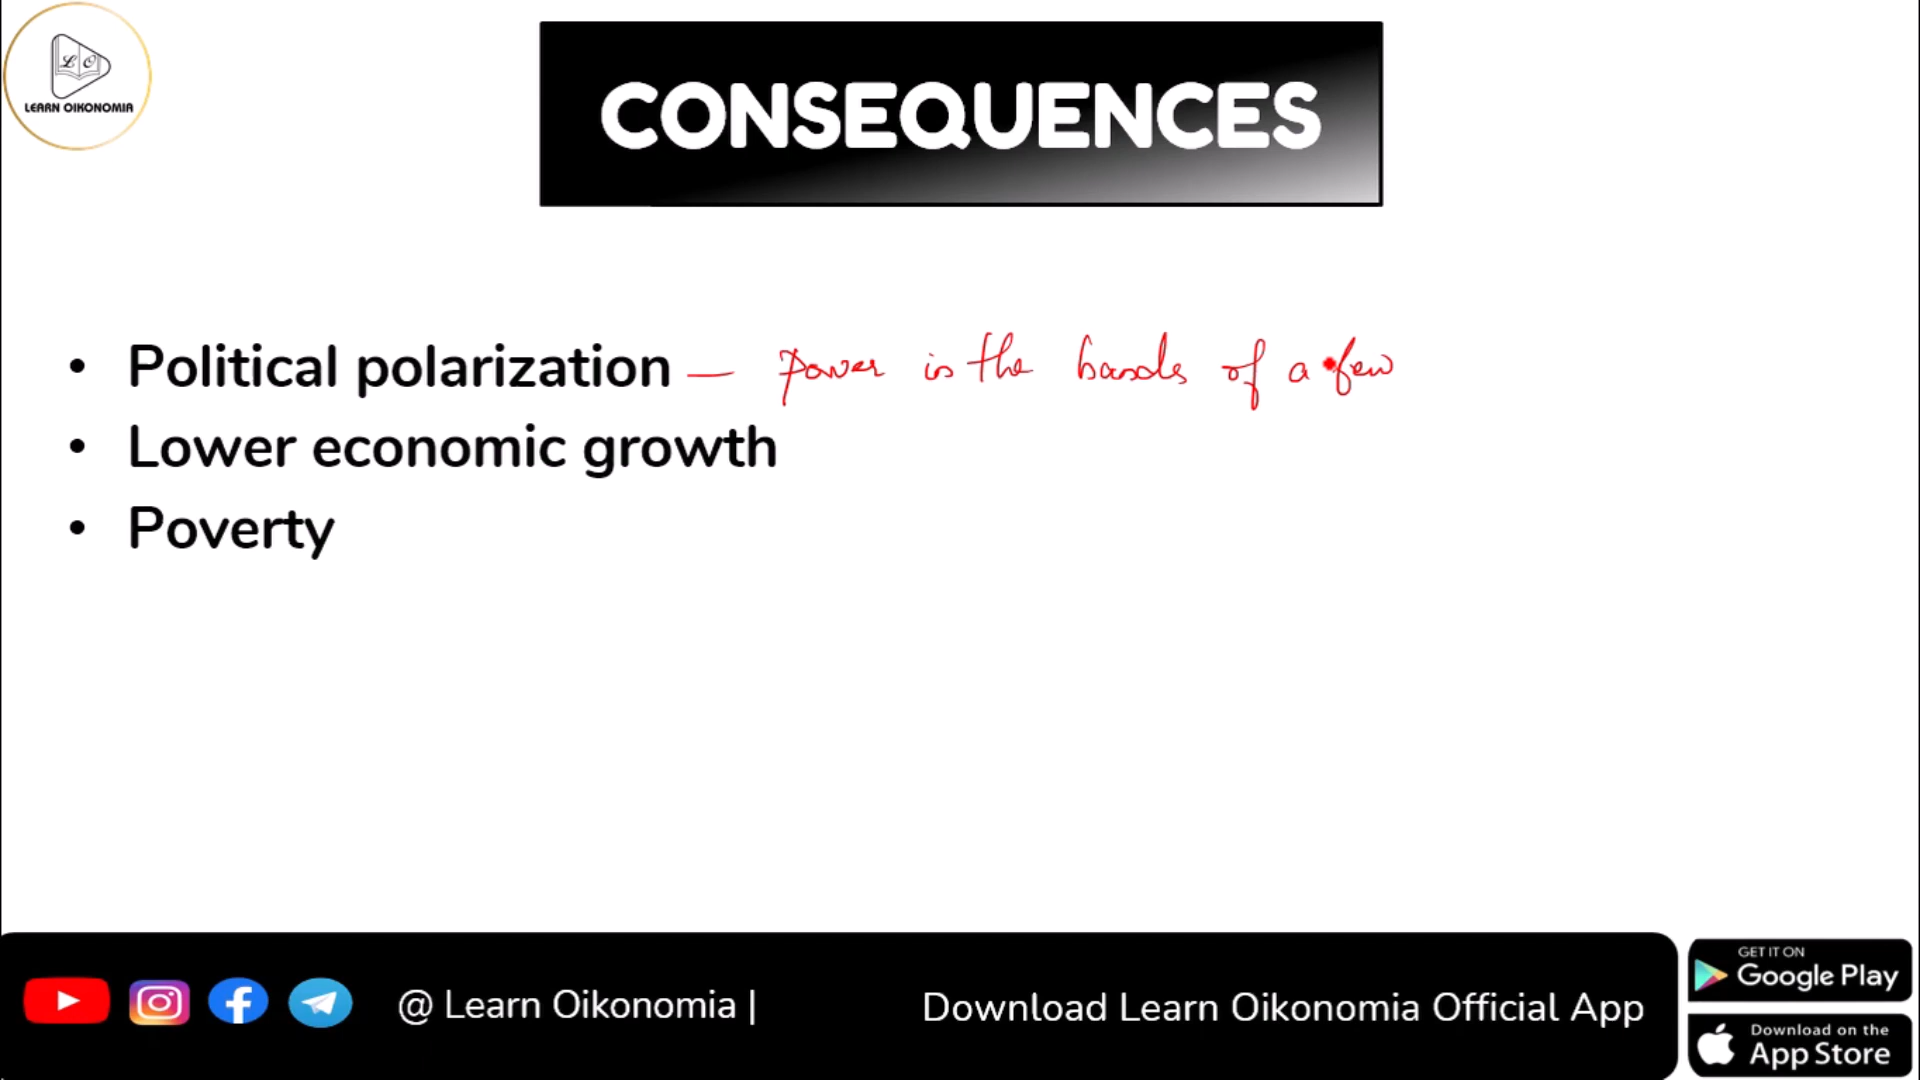 L O
LEARN OIKONOMIA
CONSEQUENCES
• Political polarization — Power in the hands of a few
• Lower economic growth
• Poverty
@ Learn Oikonomia |
Download Learn Oikonomia Official App
GET IT ON
Google Play
Download on the
App Store